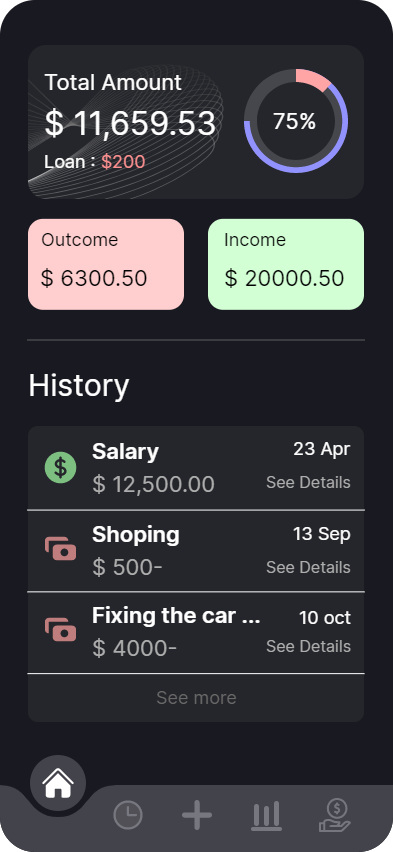 Total Amount
$ 11,659.53
Loan : $200
75%
Outcome
$ 6300.50
Income
$ 20000.50
History
Salary
23 Apr
$ 12,500.00
See Details
Shoping
13 Sep
$ 500-
See Details
Fixing the car ...
10 oct
$ 4000-
See Details
See more